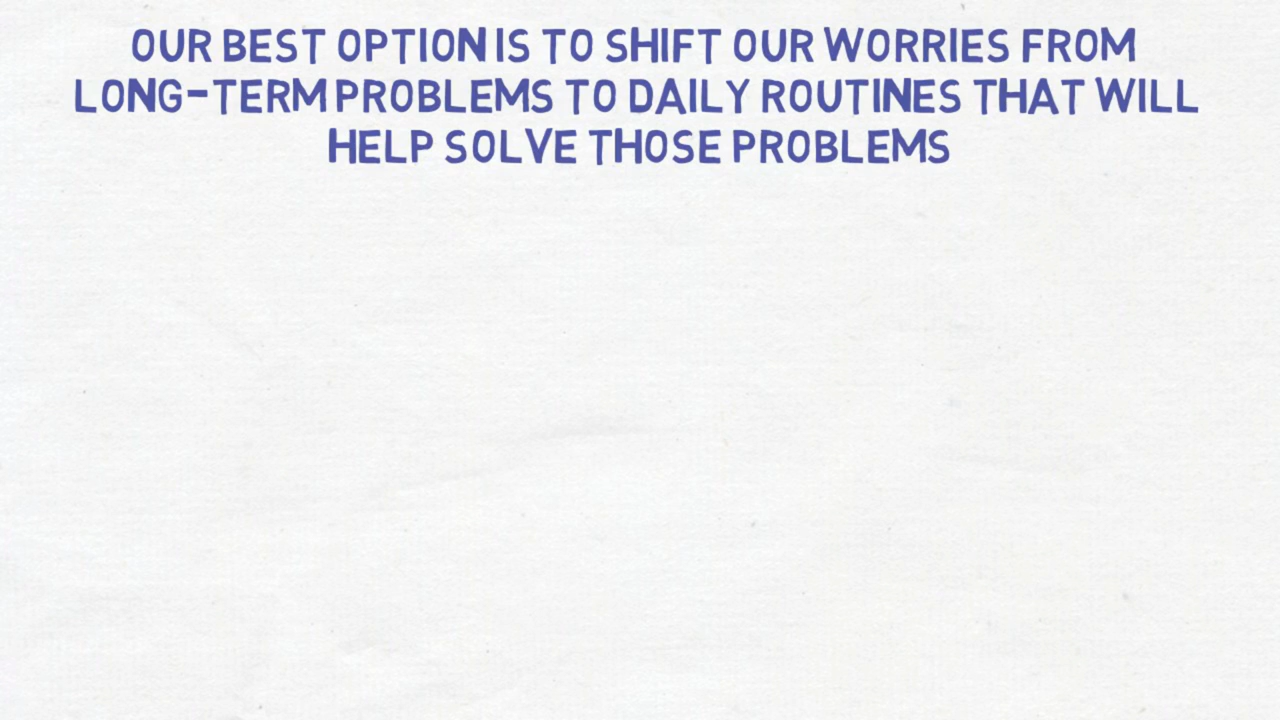 OUR BEST OPTION IS TO SHIFT OUR WORRIES FROM
LONG-TERM PROBLEMS TO DAILY ROUTINES THAT WILL
HELP SOLVE THOSE PROBLEMS